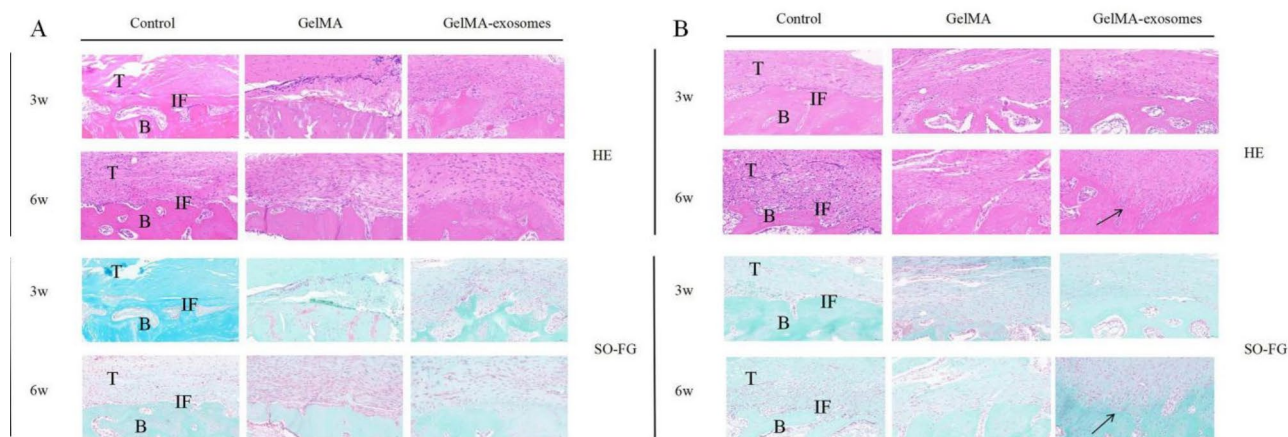 A Control GelMA GelMA-exosomes
3w T IF B
HE
6w T IF B
3w T IF B
SO-FG
6w T IF B
B Control GelMA GelMA-exosomes
3w T IF B
HE
6w T B IF
3w T IF B
SO-FG
6w T IF B